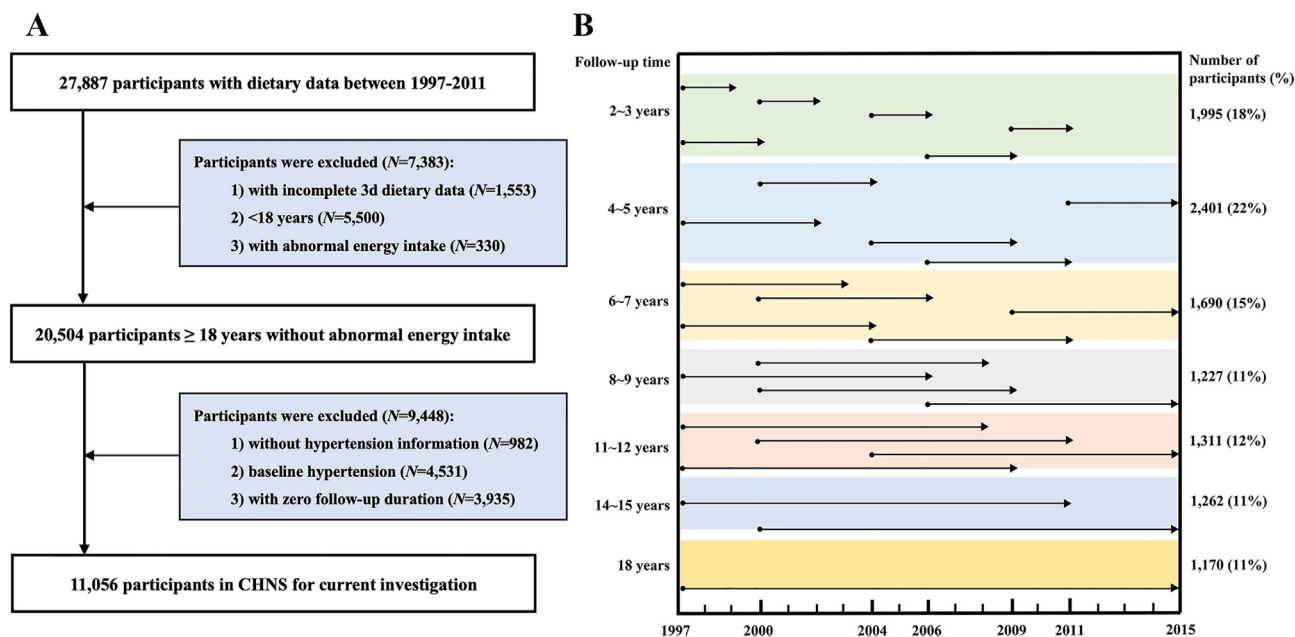 A
27,887 participants with dietary data between 1997-2011
Participants were excluded (N=7,383):
1) with incomplete 3d dietary data (N=1,553)
2) <18 years (N=5,500)
3) with abnormal energy intake (N=330)
20,504 participants ≥ 18 years without abnormal energy intake
Participants were excluded (N=9,448):
1) without hypertension information (N=982)
2) baseline hypertension (N=4,531)
3) with zero follow-up duration (N=3,935)
11,056 participants in CHNS for current investigation
B
Follow-up time
Number of
participants (%)
2~3 years
1,995 (18%)
4~5 years
2,401 (22%)
6~7 years
1,690 (15%)
8~9 years
1,227 (11%)
11~12 years
1,311 (12%)
14~15 years
1,262 (11%)
18 years
1,170 (11%)
1997 2000 2004 2006 2009 2011 2015